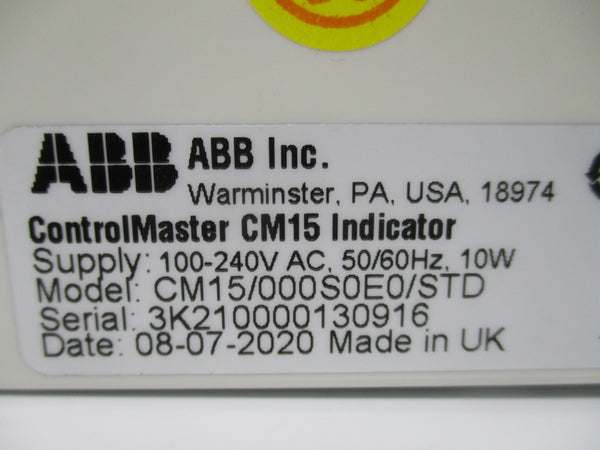 ABB ABB Inc.
Warminster, PA, USA, 18974
ControlMaster CM15 Indicator
Supply: 100-240V AC, 50/60Hz, 10W
Model: CM15/000S0E0/STD
Serial: 3K210000130916
Date: 08-07-2020 Made in UK